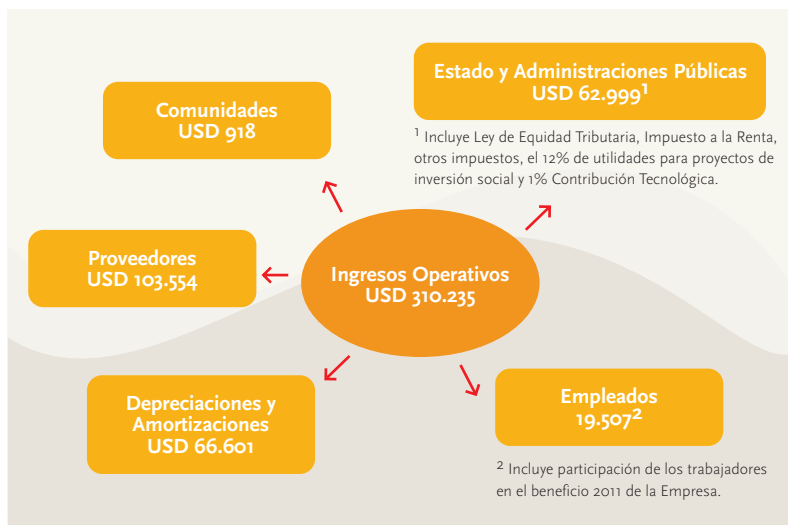 Estado y Administraciones Públicas
USD 62.999¹
¹ Incluye Ley de Equidad Tributaria, Impuesto a la Renta,
otros impuestos, el 12% de utilidades para proyectos de
inversión social y 1% Contribución Tecnológica.
Comunidades
USD 918
Proveedores
USD 103.554
Ingresos Operativos
USD 310.235
Depreciaciones y
Amortizaciones
USD 66.601
Empleados
19.507²
² Incluye participación de los trabajadores
en el beneficio 2011 de la Empresa.